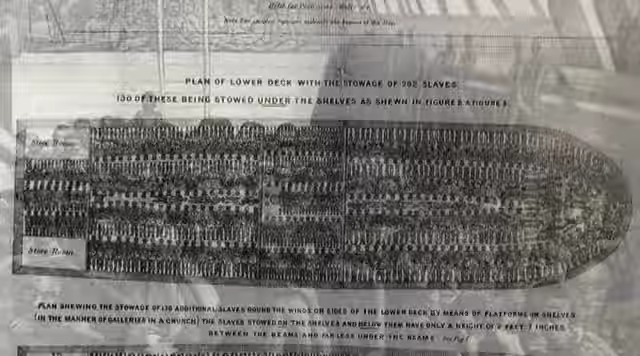 PLAN OF LOWER DECK WITH THE STOWAGE OF 292 SLAVES
130 OF THESE BEING STOWED UNDER THE SHELVES AS SHEWN IN FIGURE
Store Room
Store Room
PLAN SHEWING THE STOWAGE OF 130 ADDITIONAL SLAVES ROUND THE WINGS OR SIDES OF THE LOWER DECK BY MEANS OF PLATFORMS OR SHELVES
(IN THE MANNER OF GALLERIES IN A CHURCH) THE SLAVES STOWED ON THE SHELVES AND BELOW THEM HAVE ONLY A HEIGHT OF 2 FEET 7 INCHES
BETWEEN THE BEAMS AND FAR LESS UNDER THE BEAMS